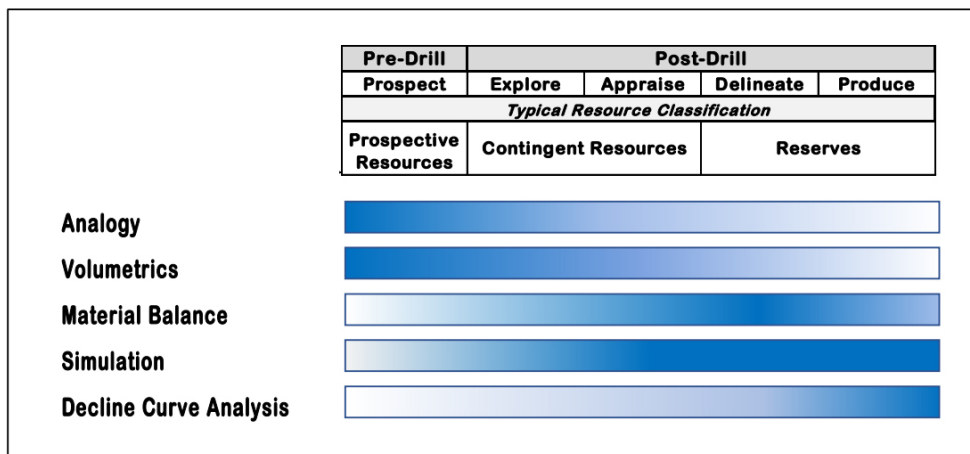 Pre-Drill Post-Drill
Prospect Explore Appraise Delineate Produce
Typical Resource Classification
Prospective
Resources
Contingent Resources
Reserves
Analogy
Volumetrics
Material Balance
Simulation
Decline Curve Analysis